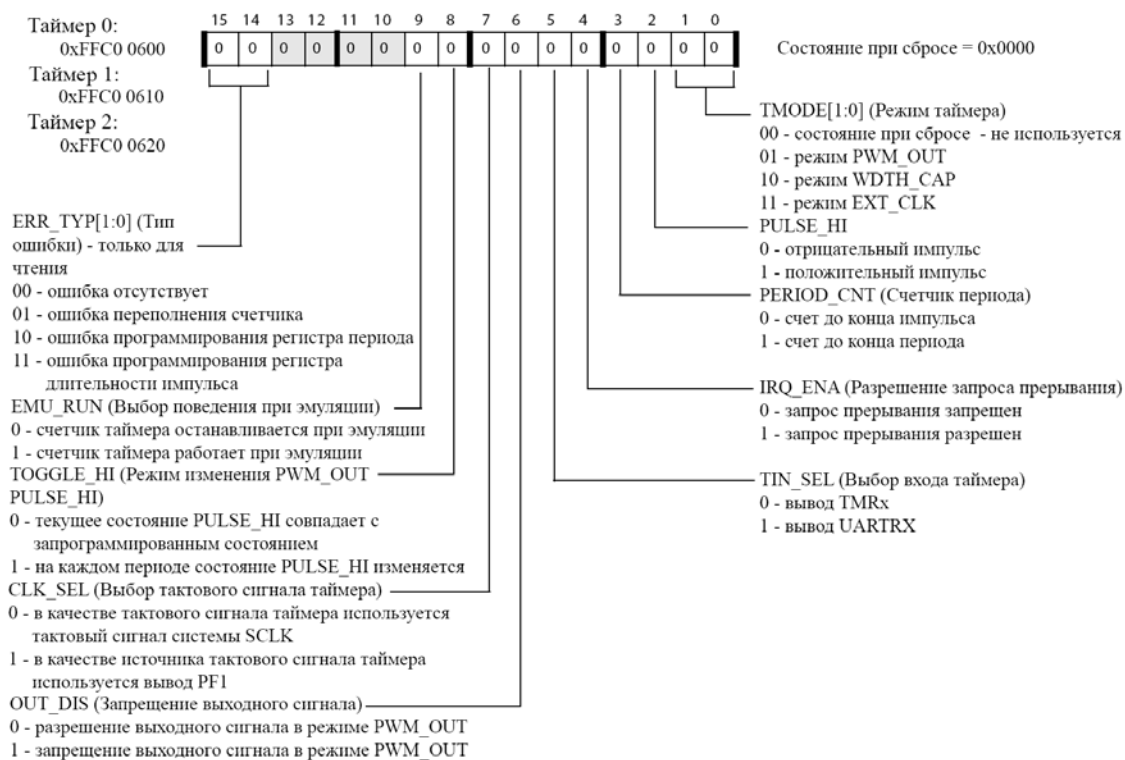 Таймер 0:
0xFFC0 0600
Таймер 1:
0xFFC0 0610
Таймер 2:
0xFFC0 0620
15 14 13 12 11 10 9 8 7 6 5 4 3 2 1 0
0 0 0 0 0 0 0 0 0 0 0 0 0 0 0 0
Состояние при сбросе = 0x0000
TMODE[1:0] (Режим таймера)
00 - состояние при сбросе - не используется
01 - режим PWM_OUT
10 - режим WDTH_CAP
11 - режим EXT_CLK
PULSE_HI
0 - отрицательный импульс
1 - положительный импульс
PERIOD_CNT (Счетчик периода)
0 - счет до конца импульса
1 - счет до конца периода
IRQ_ENA (Разрешение запроса прерывания)
0 - запрос прерывания запрещен
1 - запрос прерывания разрешен
TIN_SEL (Выбор входа таймера)
0 - вывод TMRx
1 - вывод UARTRX
ERR_TYP[1:0] (Тип
ошибки) - только для
чтения
00 - ошибка отсутствует
01 - ошибка переполнения счетчика
10 - ошибка программирования регистра периода
11 - ошибка программирования регистра
длительности импульса
EMU_RUN (Выбор поведения при эмуляции)
0 - счетчик таймера останавливается при эмуляции
1 - счетчик таймера работает при эмуляции
TOGGLE_HI (Режим изменения PWM_OUT
PULSE_HI)
0 - текущее состояние PULSE_HI совпадает с
запрограммированным состоянием
1 - на каждом периоде состояние PULSE_HI изменяется
CLK_SEL (Выбор тактового сигнала таймера)
0 - в качестве тактового сигнала таймера используется
тактовый сигнал системы SCLK
1 - в качестве источника тактового сигнала таймера
используется вывод PF1
OUT_DIS (Запрещение выходного сигнала)
0 - разрешение выходного сигнала в режиме PWM_OUT
1 - запрещение выходного сигнала в режиме PWM_OUT